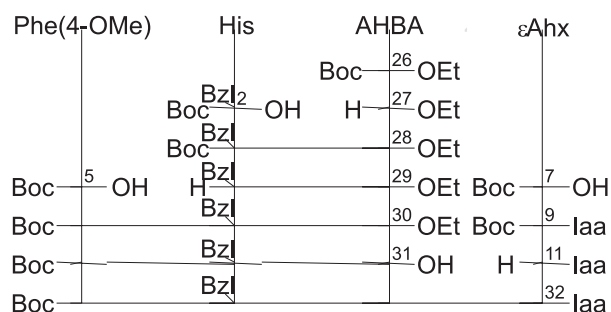 Phe(4-OMe) His AHBA εAhx
Boc 26 OEt
Bzl
Boc 2 OH H 27 OEt
Bzl
Boc 28 OEt
Bzl
Boc 5 OH H 29 OEt Boc 7 OH
Bzl
Boc 30 OEt Boc 9 Iaa
Bzl
Boc 31 OH H 11 Iaa
Bzl
Boc 32 Iaa